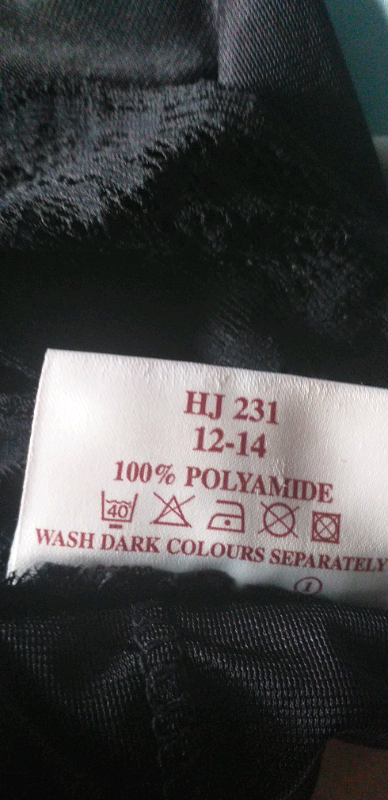 HJ 231
12-14
100% POLYAMIDE
40
WASH DARK COLOURS SEPARATELY
1